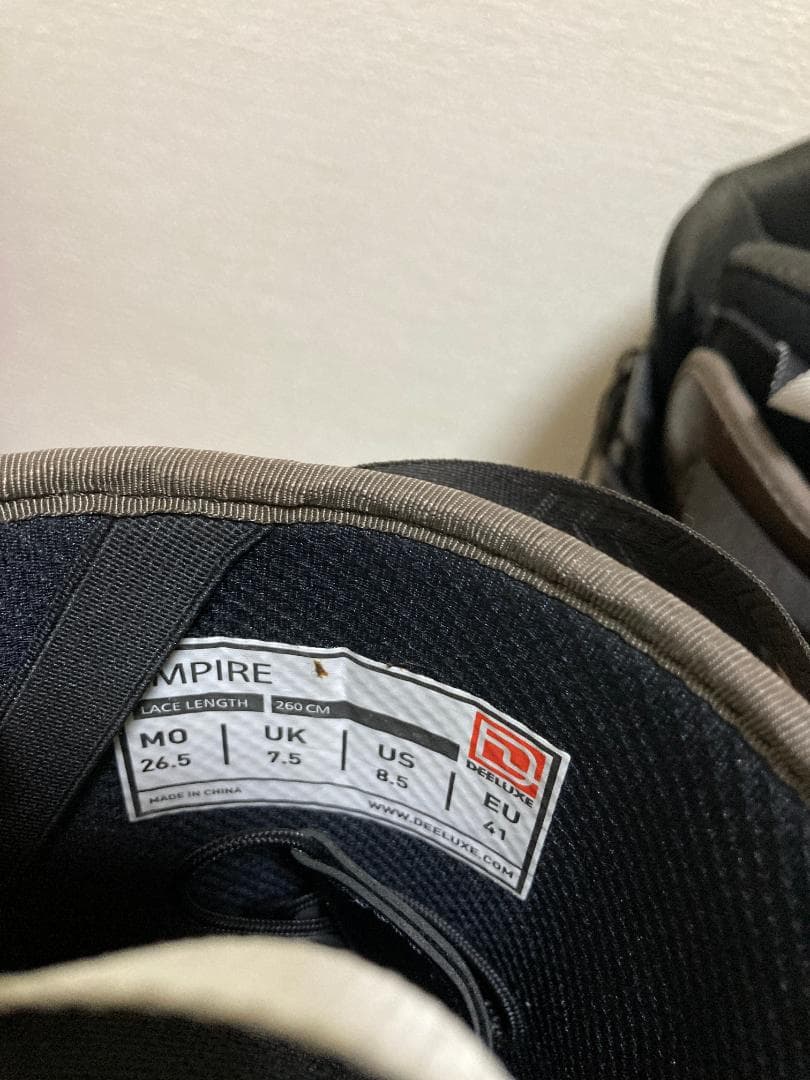 EMPIRE
LACE LENGTH 260 CM
MO | UK | US | EU
26.5 | 7.5 | 8.5 | 41
DEELUXE
MADE IN CHINA
WWW.DEELUXE.COM